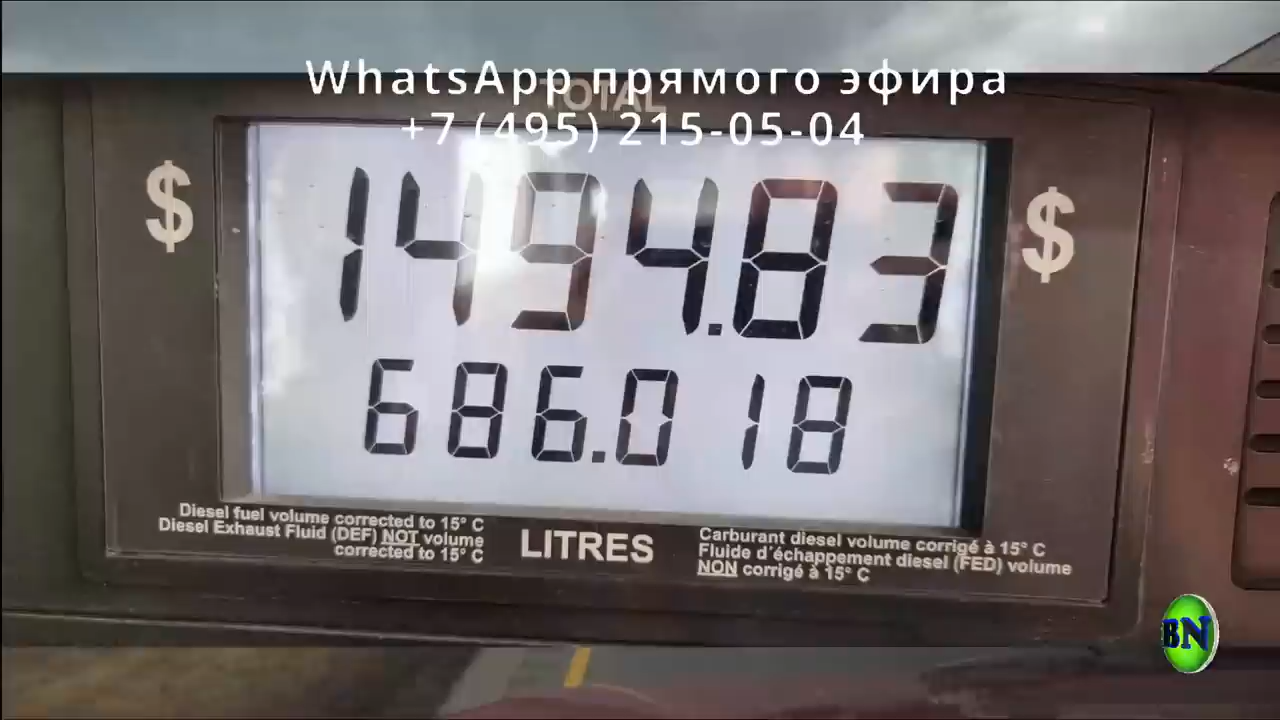 WhatsApp прямого эфира
+7 (495) 215-05-04
TOTAL
$ 1494.83 $
686.018
Diesel fuel volume corrected to 15° C
Diesel Exhaust Fluid (DEF) NOT volume
corrected to 15° C
LITRES
Carburant diesel volume corrigé à 15° C
Fluide d'échappement diesel (FED) volume
NON corrigé à 15° C
BN